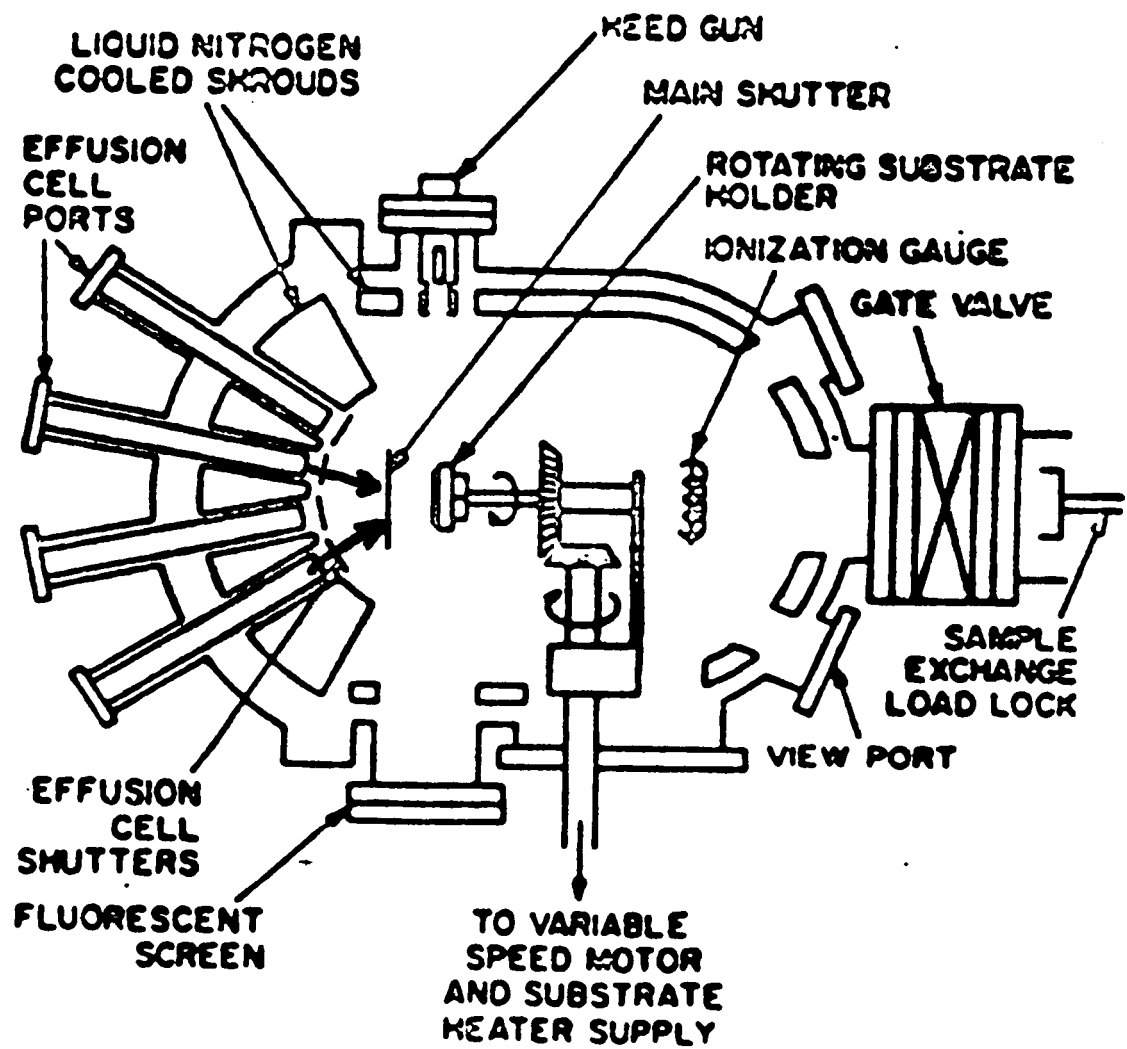 LIQUID NITROGEN
COOLED SHROUDS
REED GUN
MAIN SHUTTER
EFFUSION
CELL
PORTS
ROTATING SUBSTRATE
HOLDER
IONIZATION GAUGE
GATE VALVE
SAMPLE
EXCHANGE
LOAD LOCK
VIEW PORT
EFFUSION
CELL
SHUTTERS
FLUORESCENT
SCREEN
TO VARIABLE
SPEED MOTOR
AND SUBSTRATE
HEATER SUPPLY